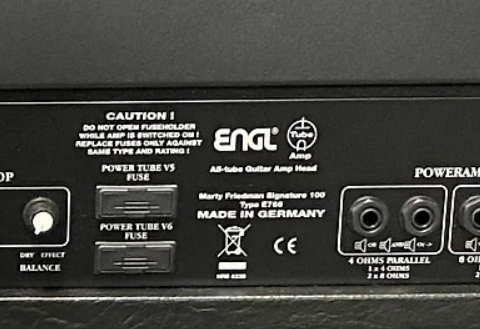 CAUTION !
DO NOT OPEN FUSEHOLDER
WHILE AMP IS SWITCHED ON !
REPLACE FUSES ONLY AGAINST
SAME TYPE AND RATING !
POWER TUBE V5
FUSE
POWER TUBE V6
FUSE
OP
DRY EFFECT
BALANCE
ENGL®
Tube
Amp
All-tube Guitar Amp Head
Marty Friedman Signature 100
Type E766
MADE IN GERMANY
CE
POWERAM
OR AND OR
4 OHMS PARALLEL
1 x 4 OHMS
2 x 8 OHMS
8 OH